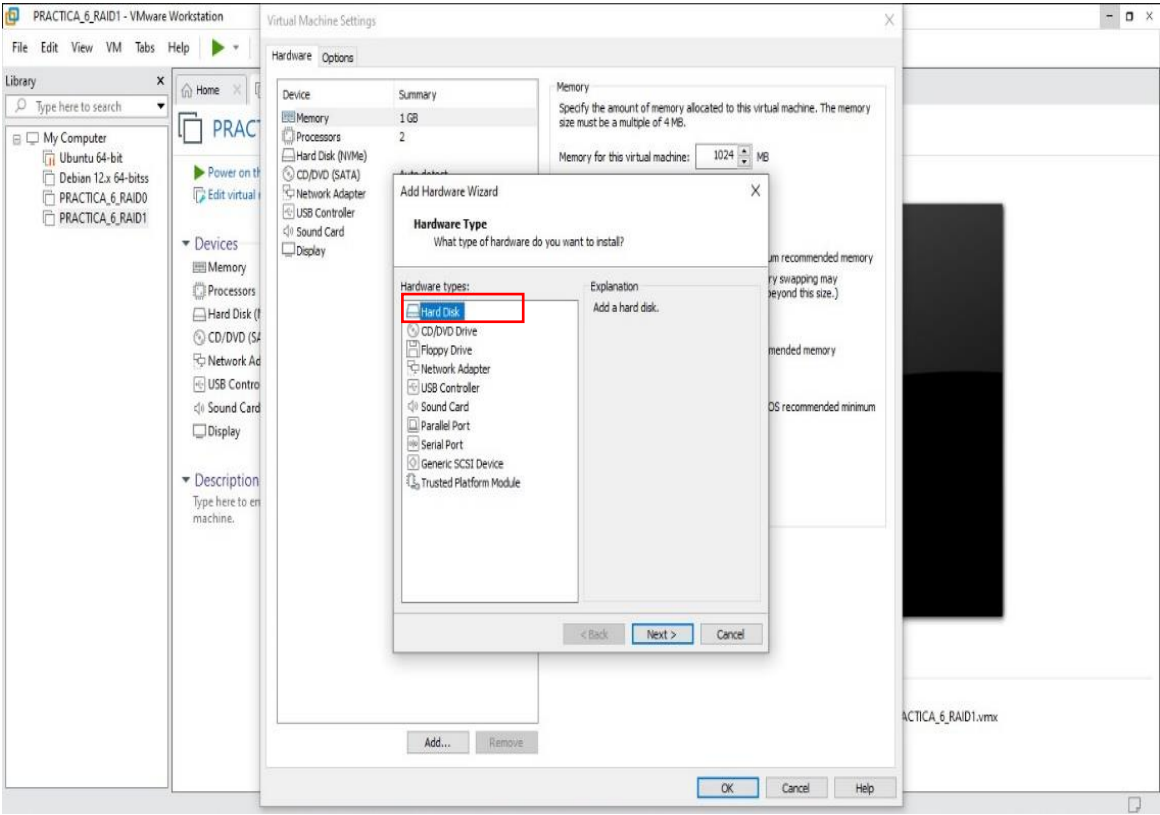 PRACTICA_6_RAID1 - VMware Workstation
File Edit View VM Tabs Help
Library
Type here to search
My Computer
Ubuntu 64-bit
Debian 12.x 64-bitss
PRACTICA_6_RAID0
PRACTICA_6_RAID1
Home
PRACT
Power on th
Edit virtual
Devices
Memory
Processors
Hard Disk (
CD/DVD (SA
Network Ad
USB Contro
Sound Card
Display
Description
Type here to en
machine.
Virtual Machine Settings
Hardware Options
Device Summary
Memory 1 GB
Processors 2
Hard Disk (NVMe)
CD/DVD (SATA) Auto detect
Network Adapter
USB Controller
Sound Card
Display
Add... Remove
Memory
Specify the amount of memory allocated to this virtual machine. The memory
size must be a multiple of 4 MB.
Memory for this virtual machine: 1024 MB
um recommended memory
ry swapping may
beyond this size.)
mended memory
OS recommended minimum
Add Hardware Wizard
Hardware Type
What type of hardware do you want to install?
Hardware types:
Hard Disk
CD/DVD Drive
Floppy Drive
Network Adapter
USB Controller
Sound Card
Parallel Port
Serial Port
Generic SCSI Device
Trusted Platform Module
Explanation
Add a hard disk.
< Back Next > Cancel
OK Cancel Help
ACTICA_6_RAID1.vmx